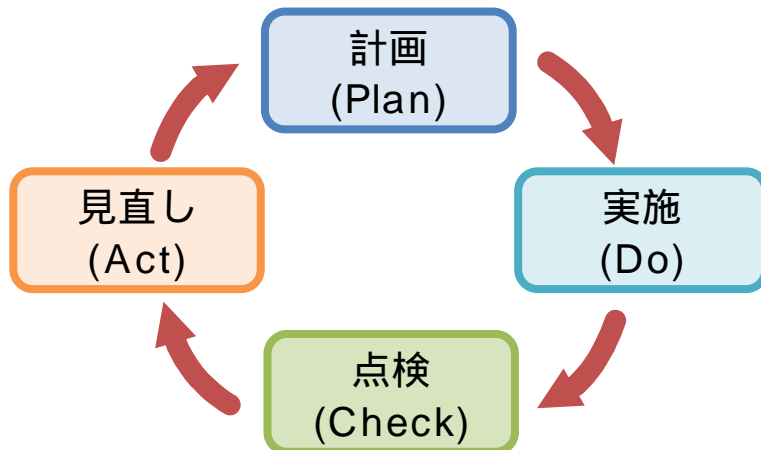 計画
(Plan)
実施
(Do)
点検
(Check)
見直し
(Act)